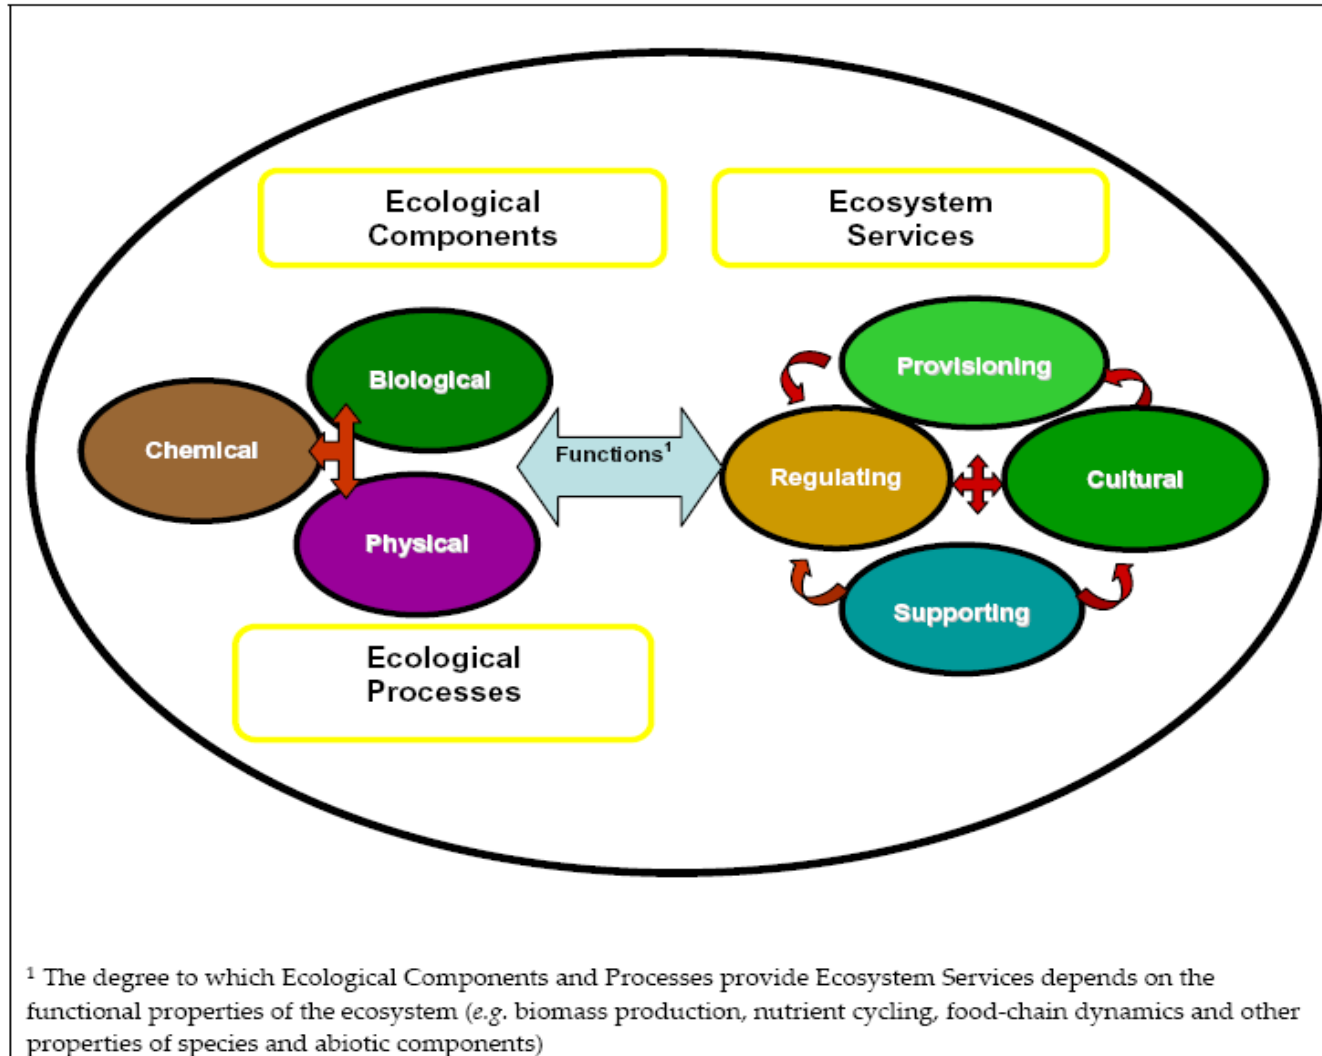 Ecological
Components
Ecosystem
Services
Biological
Provisioning
Chemical
Functions¹
Regulating
Cultural
Physical
Supporting
Ecological
Processes
¹ The degree to which Ecological Components and Processes provide Ecosystem Services depends on the
functional properties of the ecosystem (e.g. biomass production, nutrient cycling, food-chain dynamics and other
properties of species and abiotic components)